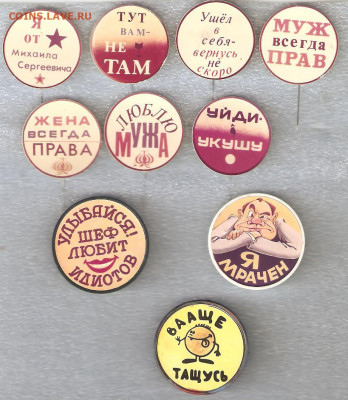 COINS.LAVE.RU
Я
ОТ
Михаила
Сергеевича
ТУТ
ВАМ-
НЕ
ТАМ
Ушёл
в
себя-
вернусь
не
скоро
МУЖ
всегда
ПРАВ
ЖЕНА
ВСЕГДА
ПРАВА
ЛЮБЛЮ
МУЖА
УЙДИ-
УКУШУ
УЛЫБАЙСЯ!
ШЕФ
ЛЮБИТ
ИДИОТОВ
Я
МРАЧЕН
ВААЩЕ
ТАЩУСЬ